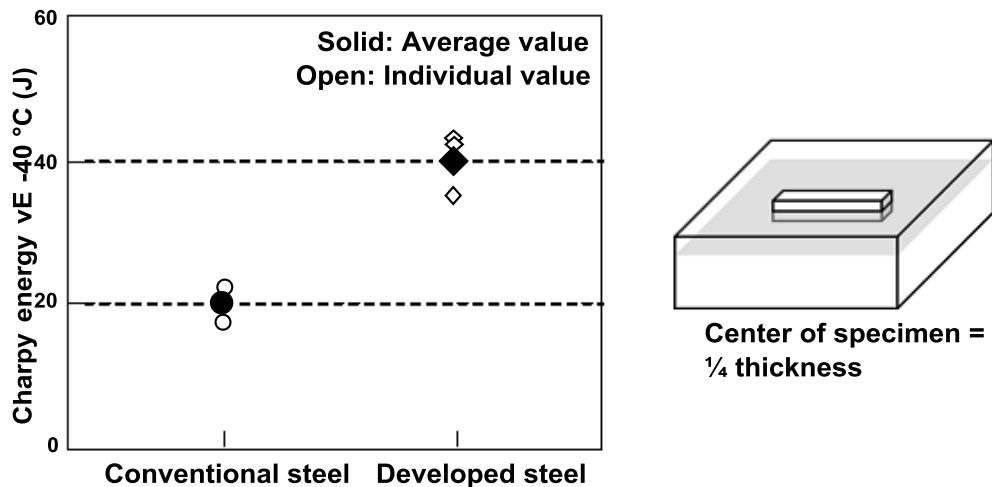 60
40
20
0
Charpy energy vE -40 °C (J)
Solid: Average value
Open: Individual value
Conventional steel
Developed steel
Center of specimen =
¼ thickness